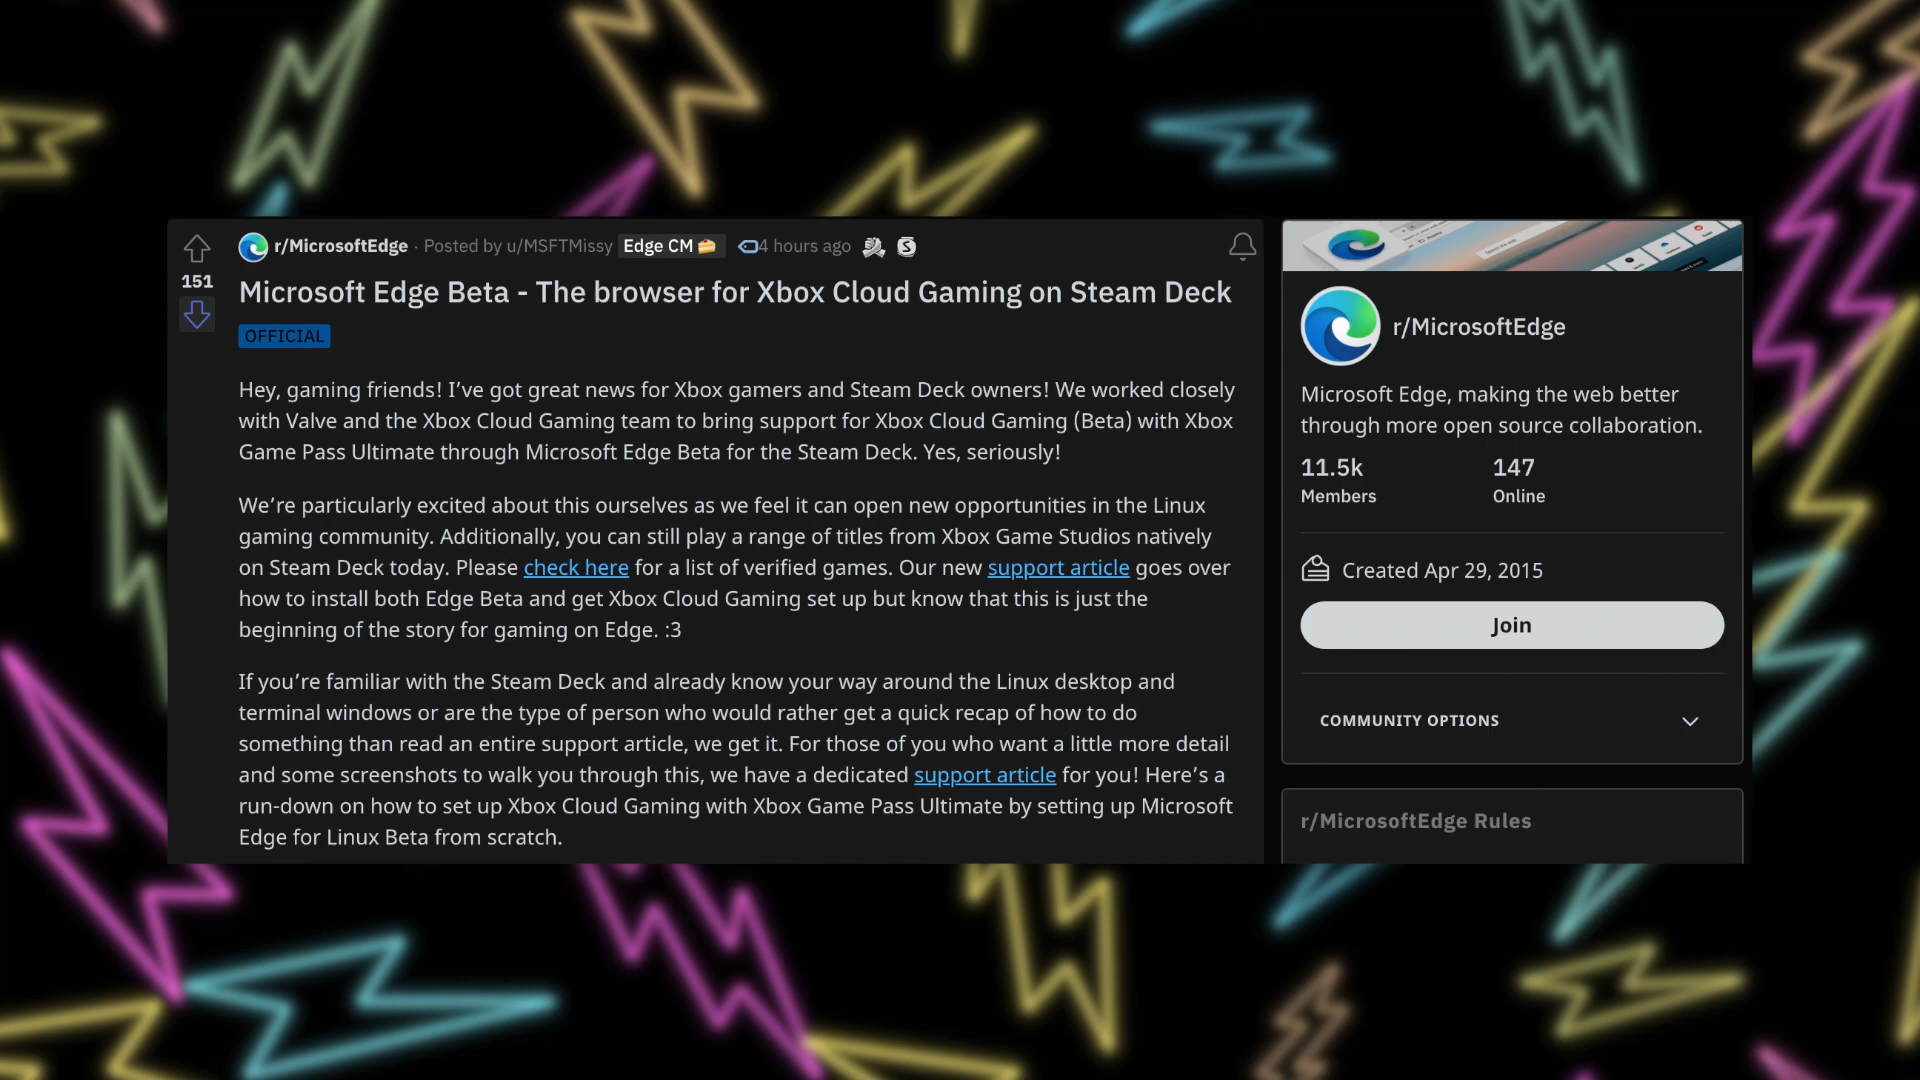 r/MicrosoftEdge · Posted by u/MSFTMissy Edge CM 4 hours ago
151
Microsoft Edge Beta - The browser for Xbox Cloud Gaming on Steam Deck
OFFICIAL
Hey, gaming friends! I’ve got great news for Xbox gamers and Steam Deck owners! We worked closely
with Valve and the Xbox Cloud Gaming team to bring support for Xbox Cloud Gaming (Beta) with Xbox
Game Pass Ultimate through Microsoft Edge Beta for the Steam Deck. Yes, seriously!
We’re particularly excited about this ourselves as we feel it can open new opportunities in the Linux
gaming community. Additionally, you can still play a range of titles from Xbox Game Studios natively
on Steam Deck today. Please check here for a list of verified games. Our new support article goes over
how to install both Edge Beta and get Xbox Cloud Gaming set up but know that this is just the
beginning of the story for gaming on Edge. :3
If you’re familiar with the Steam Deck and already know your way around the Linux desktop and
terminal windows or are the type of person who would rather get a quick recap of how to do
something than read an entire support article, we get it. For those of you who want a little more detail
and some screenshots to walk you through this, we have a dedicated support article for you! Here’s a
run-down on how to set up Xbox Cloud Gaming with Xbox Game Pass Ultimate by setting up Microsoft
Edge for Linux Beta from scratch.
r/MicrosoftEdge
Microsoft Edge, making the web better
through more open source collaboration.
11.5k 147
Members Online
Created Apr 29, 2015
Join
COMMUNITY OPTIONS
r/MicrosoftEdge Rules